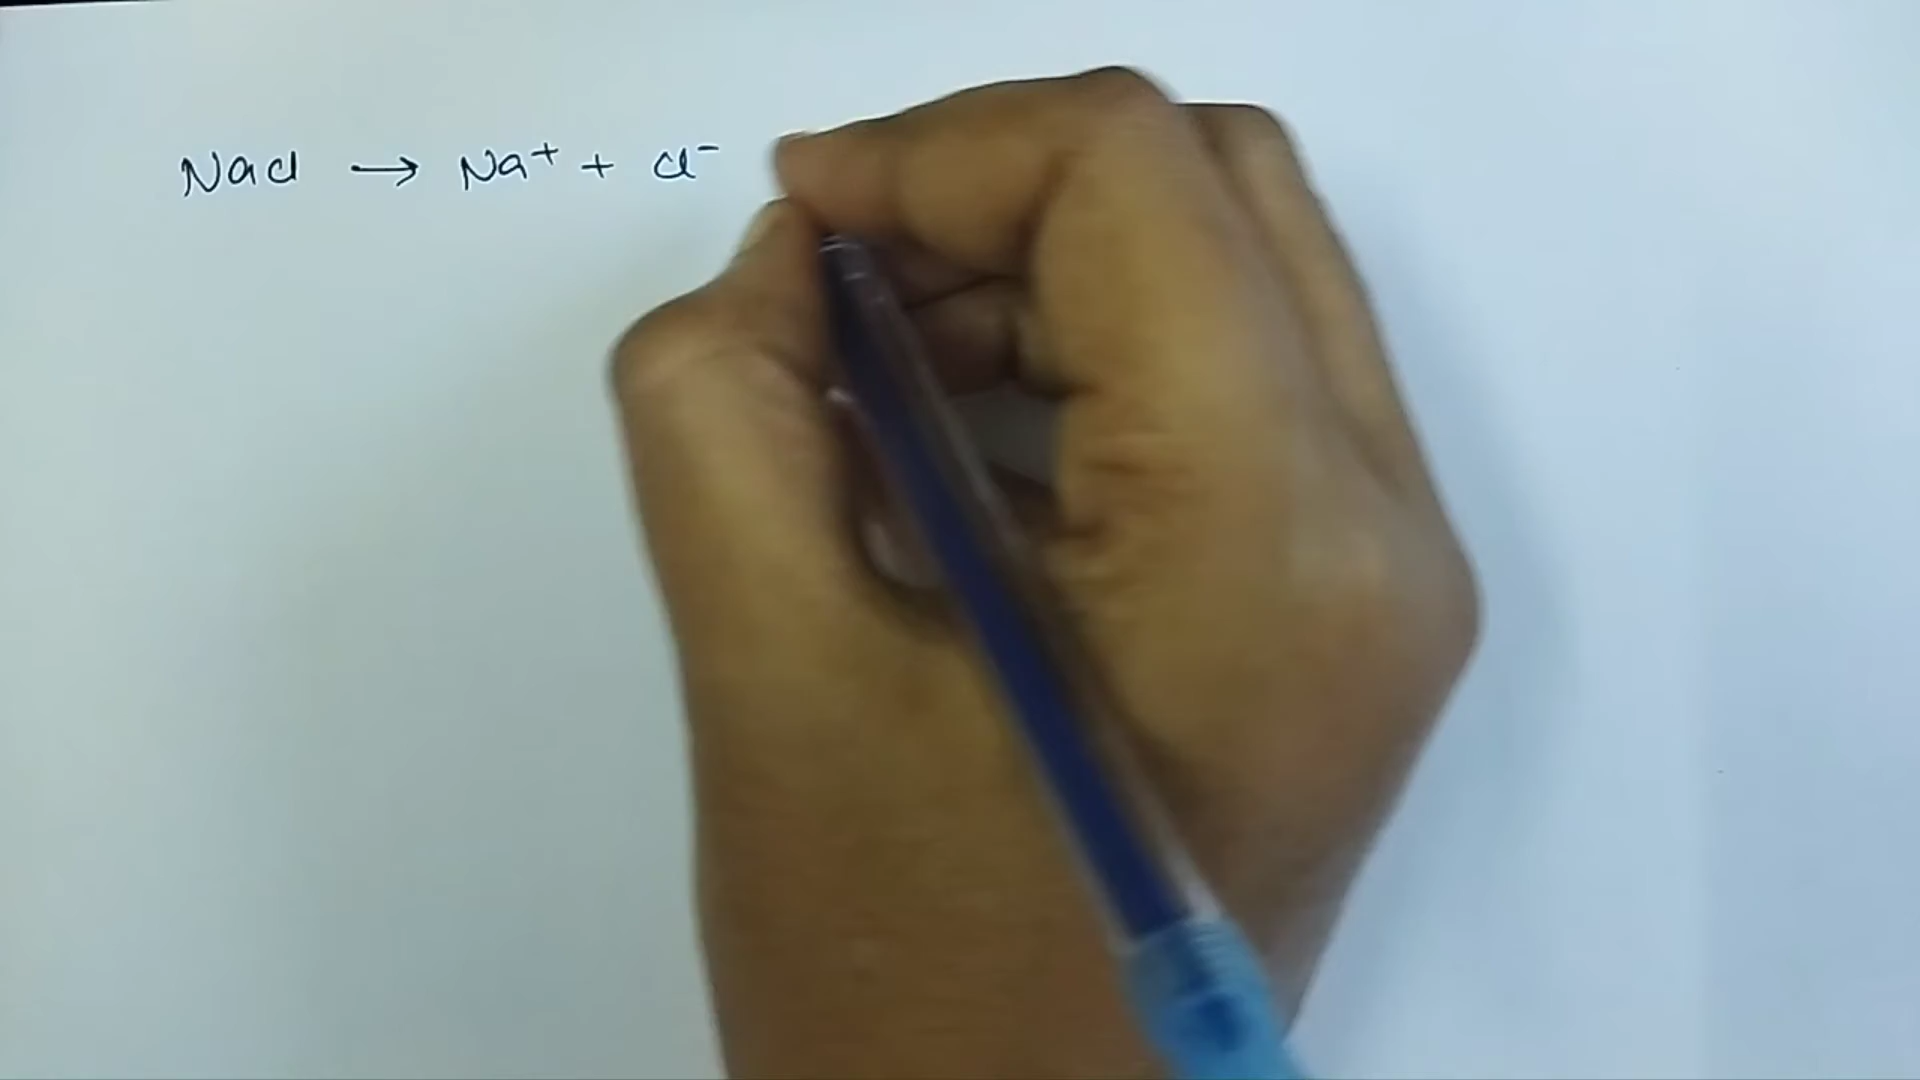 NaCl → Na⁺ + Cl⁻